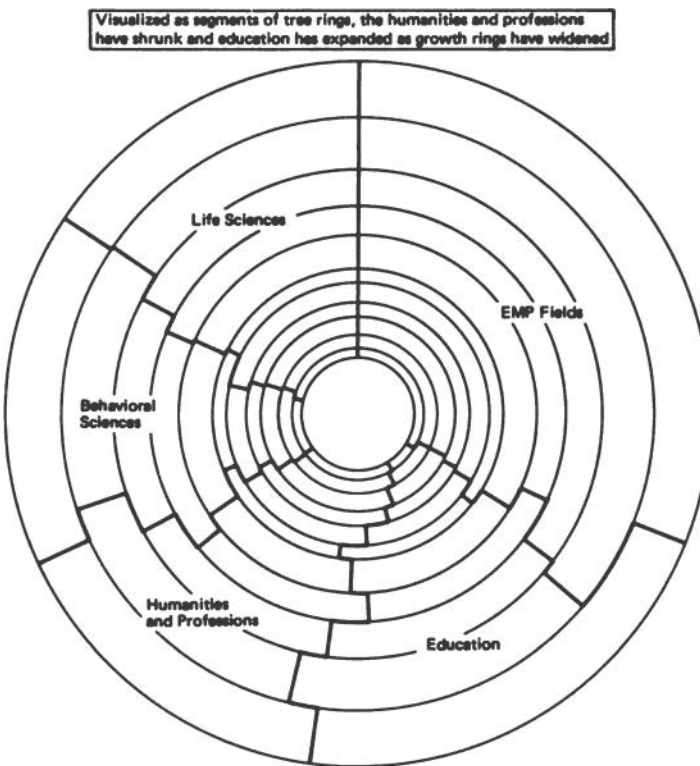 Visualized as segments of tree rings, the humanities and professions
have shrunk and education has expanded as growth rings have widened
Life Sciences
EMP Fields
Behavioral
Sciences
Humanities
and Professions
Education